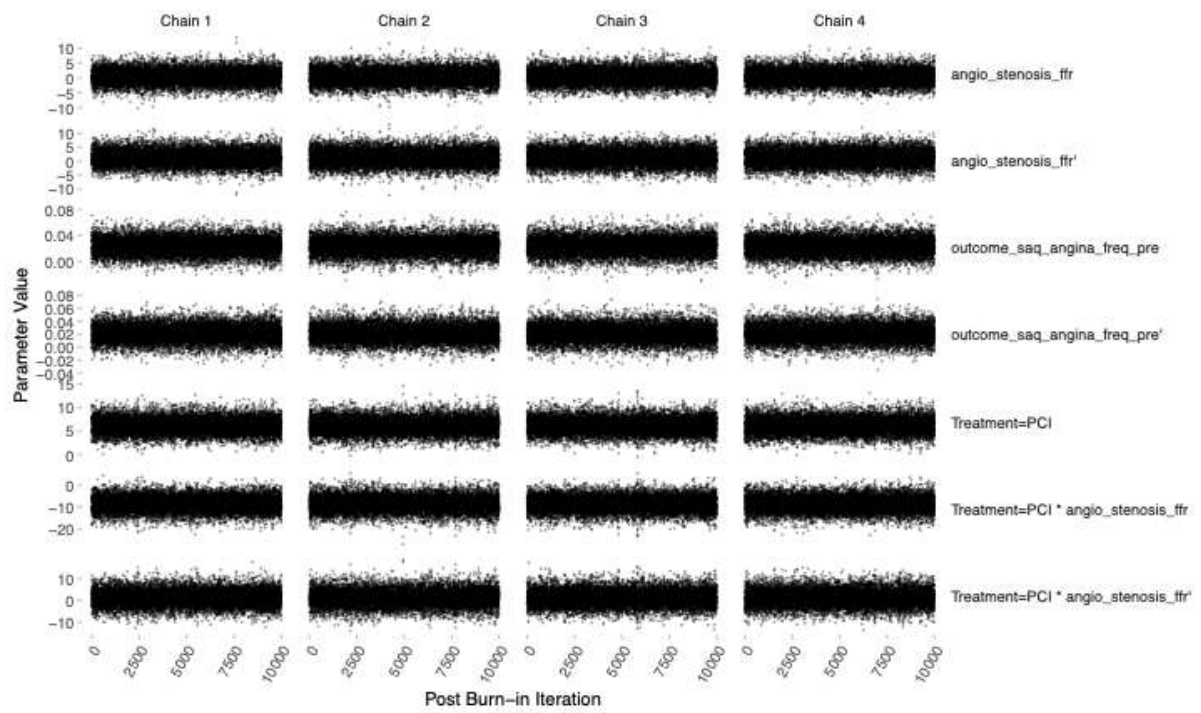 Chain 1 Chain 2 Chain 3 Chain 4
10
5
0
−5
−10
angio_stenosis_ffr
10
5
0
−5
−10
angio_stenosis_ffr'
0.08
0.04
0.00
outcome_saq_angina_freq_pre
0.08
0.06
0.04
0.02
0.00
−0.02
−0.04
outcome_saq_angina_freq_pre'
15
10
5
0
Treatment=PCI
0
−10
−20
Treatment=PCI * angio_stenosis_ffr
10
0
−10
Treatment=PCI * angio_stenosis_ffr'
Parameter Value
0 2500 5000 7500 10000 0 2500 5000 7500 10000 0 2500 5000 7500 10000 0 2500 5000 7500 10000
Post Burn−in Iteration